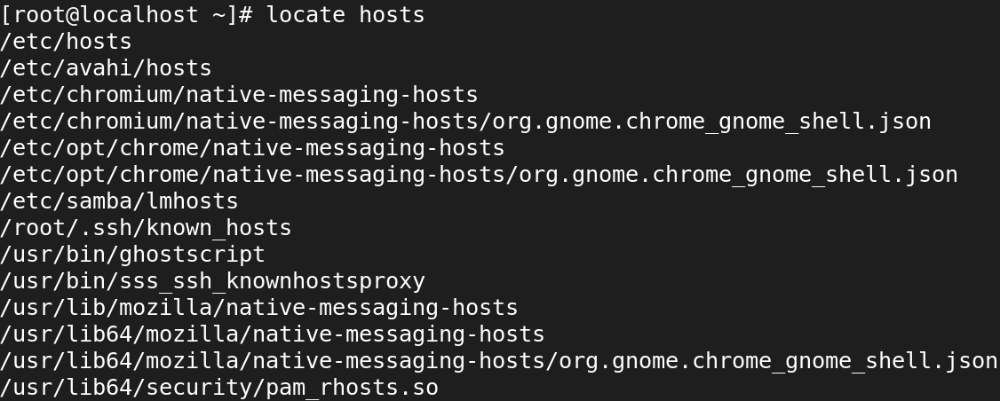 [root@localhost ~]# locate hosts
/etc/hosts
/etc/avahi/hosts
/etc/chromium/native-messaging-hosts
/etc/chromium/native-messaging-hosts/org.gnome.chrome_gnome_shell.json
/etc/opt/chrome/native-messaging-hosts
/etc/opt/chrome/native-messaging-hosts/org.gnome.chrome_gnome_shell.json
/etc/samba/lmhosts
/root/.ssh/known_hosts
/usr/bin/ghostscript
/usr/bin/sss_ssh_knownhostsproxy
/usr/lib/mozilla/native-messaging-hosts
/usr/lib64/mozilla/native-messaging-hosts
/usr/lib64/mozilla/native-messaging-hosts/org.gnome.chrome_gnome_shell.json
/usr/lib64/security/pam_rhosts.so